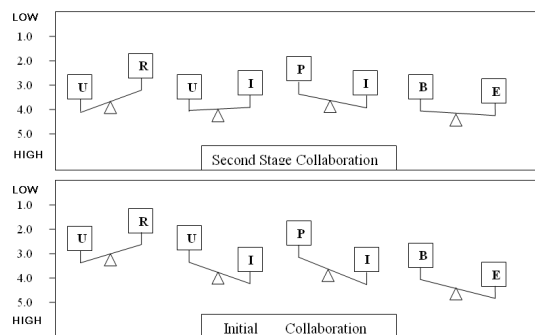 LOW
1.0
2.0
3.0
4.0
5.0
HIGH
U R U I P I B E
Second Stage Collaboration
LOW
1.0
2.0
3.0
4.0
5.0
HIGH
U R U I P I B E
Initial Collaboration